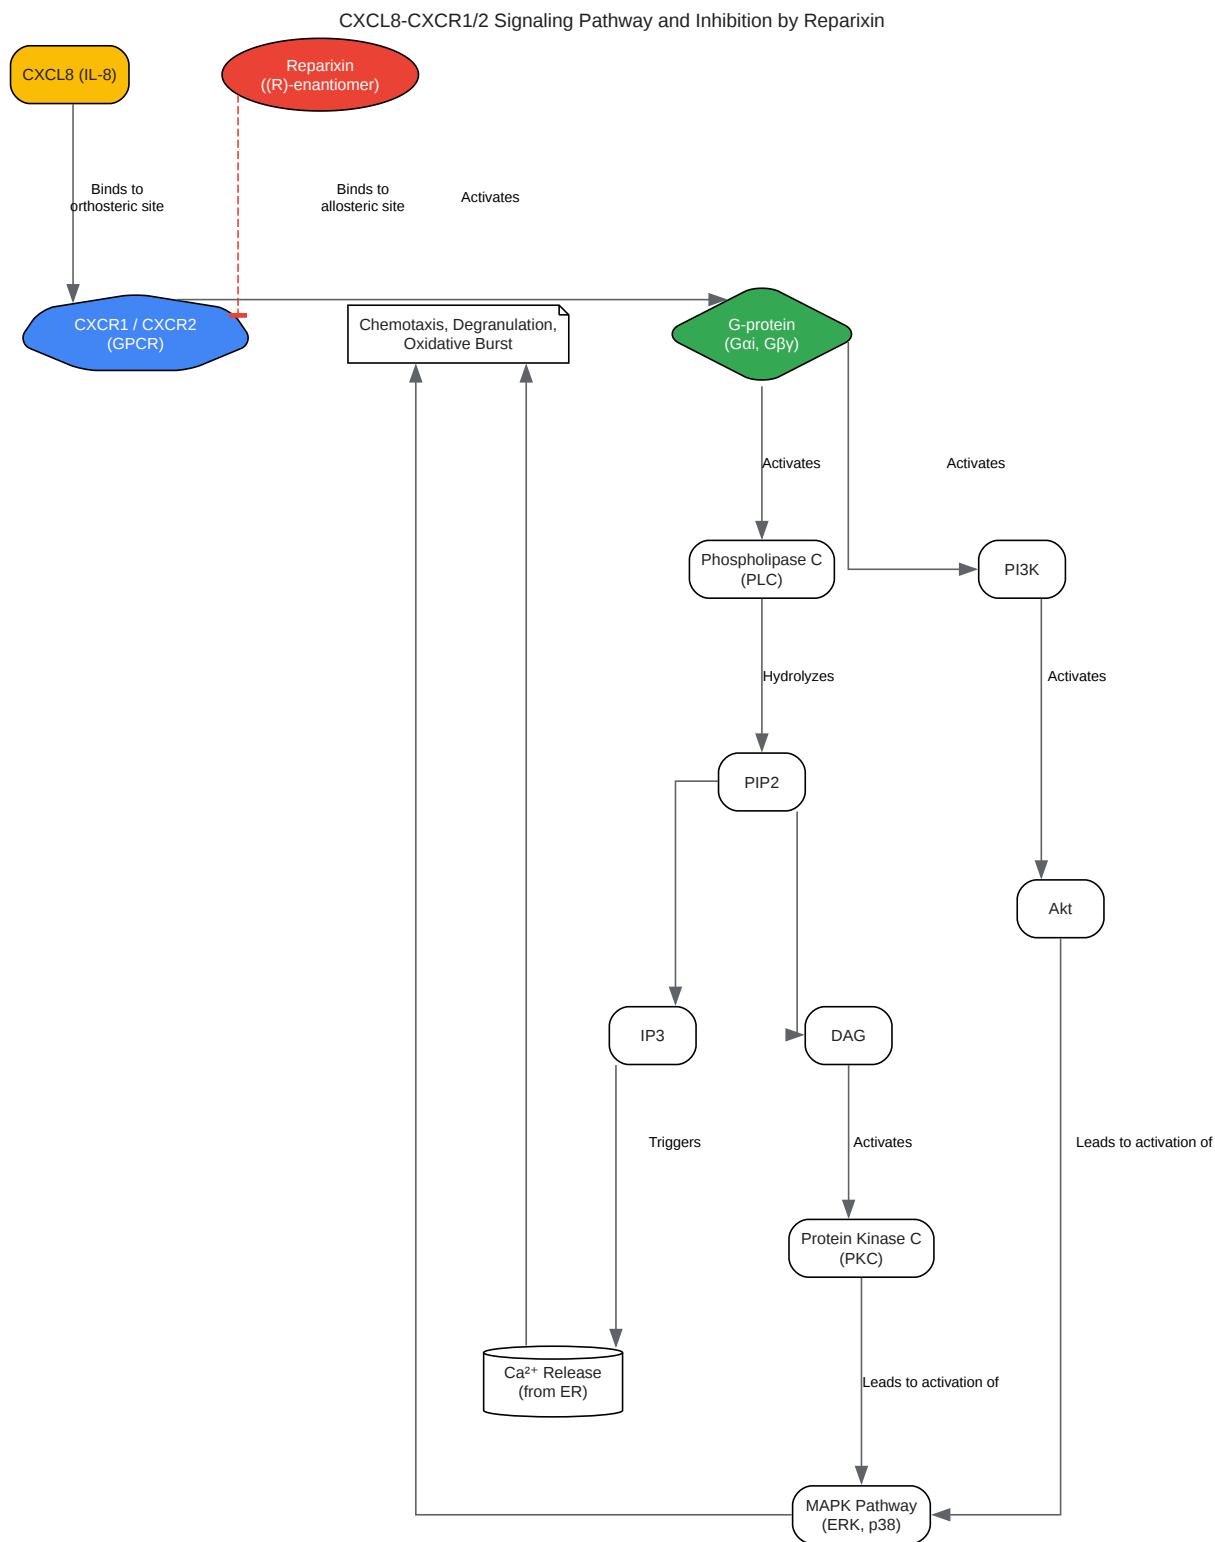 CXCL8-CXCR1/2 Signaling Pathway and Inhibition by Reparixin
CXCL8 (IL-8)
Reparixin
((R)-enantiomer)
Binds to
orthosteric site
Binds to
allosteric site
Activates
CXCR1 / CXCR2
(GPCR)
Chemotaxis, Degranulation,
Oxidative Burst
G-protein
(Gαi, Gβγ)
Activates
Activates
Phospholipase C
(PLC)
PI3K
Hydrolyzes
Activates
PIP2
Akt
IP3
DAG
Triggers
Activates
Leads to activation of
Protein Kinase C
(PKC)
Ca²⁺ Release
(from ER)
Leads to activation of
MAPK Pathway
(ERK, p38)